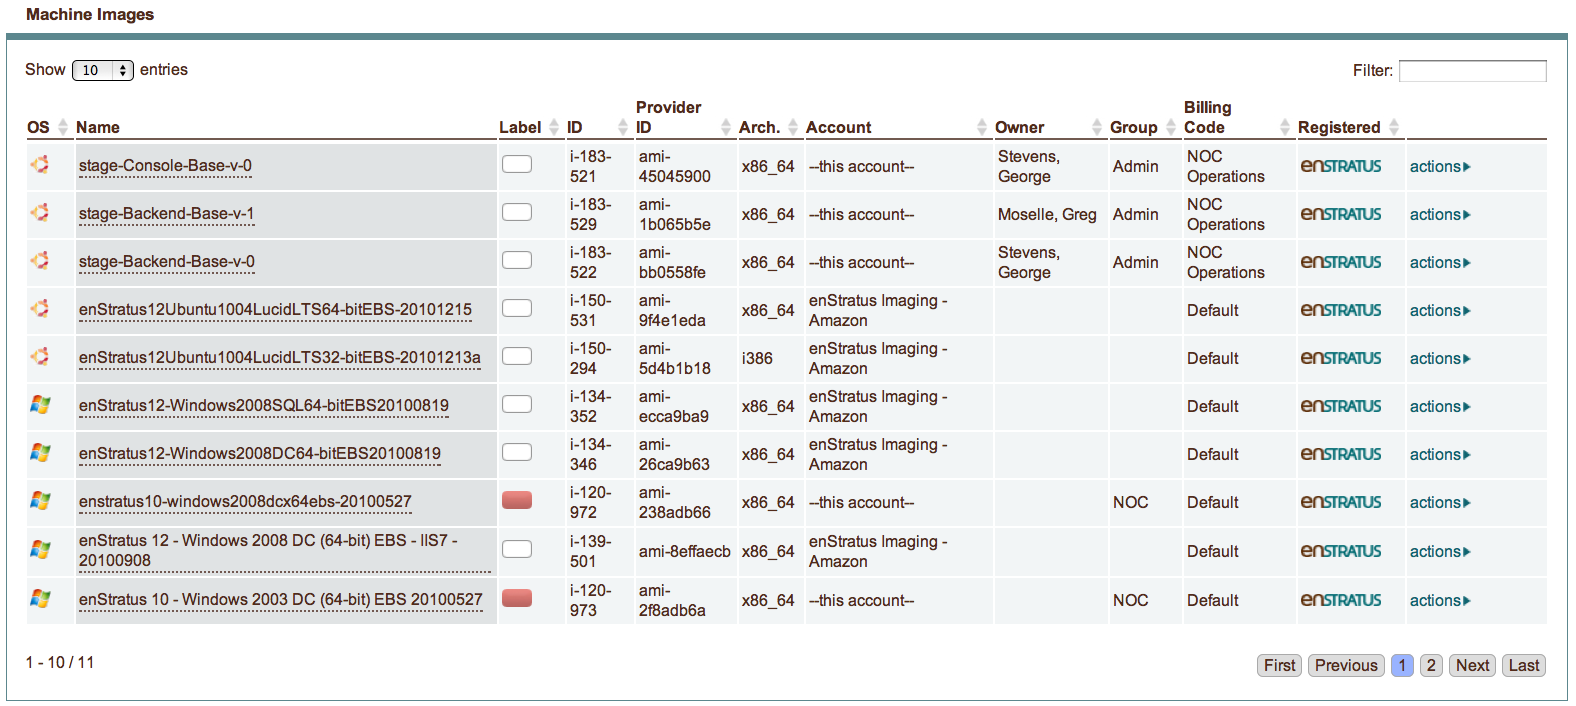 Machine Images
Show 10 entries
Filter:
OS Name Label ID Provider ID Arch. Account Owner Group Billing Code Registered
stage-Console-Base-v-0 i-183-521 ami-45045900 x86_64 --this account-- Stevens, George Admin NOC Operations enSTRATUS actions
stage-Backend-Base-v-1 i-183-529 ami-1b065b5e x86_64 --this account-- Moselle, Greg Admin NOC Operations enSTRATUS actions
stage-Backend-Base-v-0 i-183-522 ami-bb0558fe x86_64 --this account-- Stevens, George Admin NOC Operations enSTRATUS actions
enStratus12Ubuntu1004LucidLTS64-bitEBS-20101215 i-150-531 ami-9f4e1eda x86_64 enStratus Imaging - Amazon Default enSTRATUS actions
enStratus12Ubuntu1004LucidLTS32-bitEBS-20101213a i-150-294 ami-5d4b1b18 i386 enStratus Imaging - Amazon Default enSTRATUS actions
enStratus12-Windows2008SQL64-bitEBS20100819 i-134-352 ami-ecca9ba9 x86_64 enStratus Imaging - Amazon Default enSTRATUS actions
enStratus12-Windows2008DC64-bitEBS20100819 i-134-346 ami-26ca9b63 x86_64 enStratus Imaging - Amazon Default enSTRATUS actions
enstratus10-windows2008dcx64ebs-20100527 i-120-972 ami-238adb66 x86_64 --this account-- NOC Default enSTRATUS actions
enStratus 12 - Windows 2008 DC (64-bit) EBS - IIS7 - 20100908 i-139-501 ami-8effaecb x86_64 enStratus Imaging - Amazon Default enSTRATUS actions
enStratus 10 - Windows 2003 DC (64-bit) EBS 20100527 i-120-973 ami-2f8adb6a x86_64 --this account-- NOC Default enSTRATUS actions
1 - 10 / 11
First Previous 1 2 Next Last